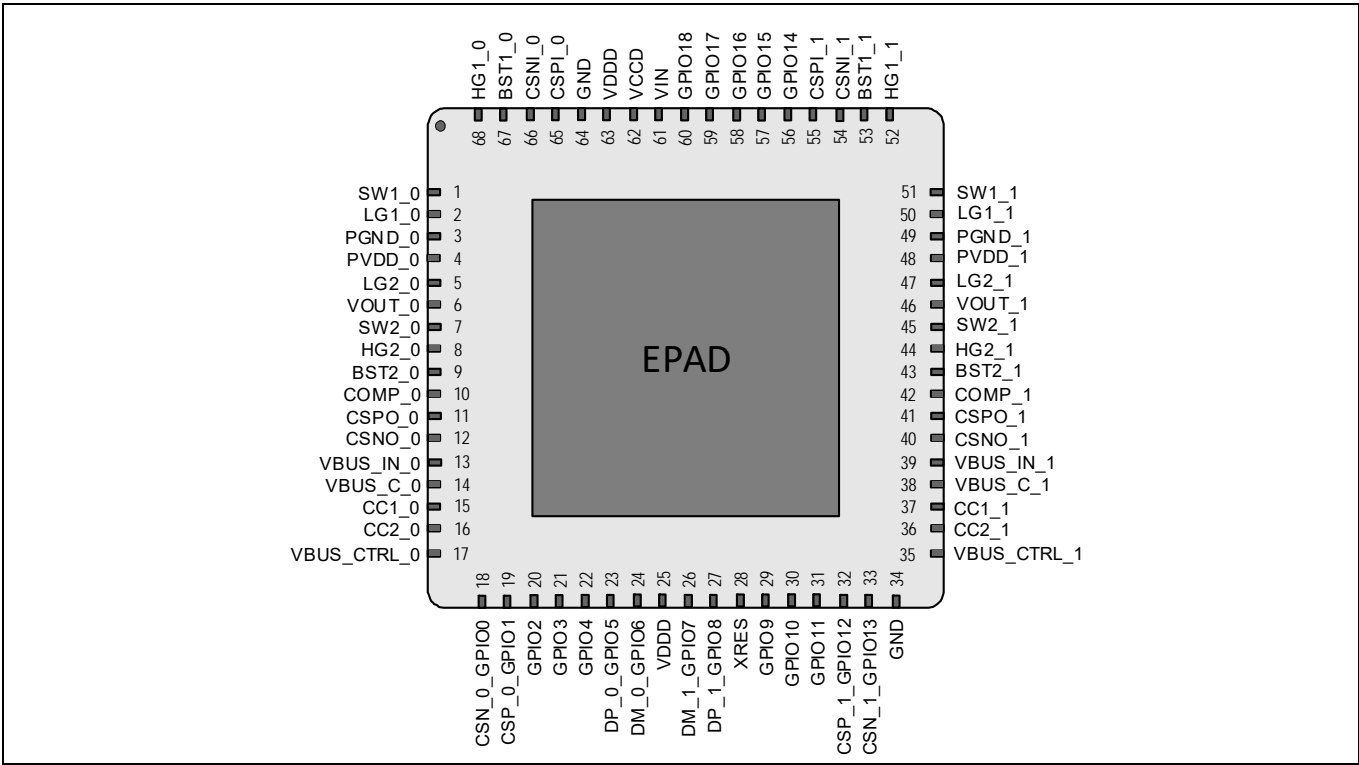 HG1_0
BST1_0
CSNI_0
CSPI_0
GND
VDDD
VCCD
VIN
GPIO18
GPIO17
GPIO16
GPIO15
GPIO14
CSPI_1
CSNI_1
BST1_1
HG1_1
68
67
66
65
64
63
62
61
60
59
58
57
56
55
54
53
52
SW1_0 1
LG1_0 2
PGND_0 3
PVDD_0 4
LG2_0 5
VOUT_0 6
SW2_0 7
HG2_0 8
BST2_0 9
COMP_0 10
CSPO_0 11
CSNO_0 12
VBUS_IN_0 13
VBUS_C_0 14
CC1_0 15
CC2_0 16
VBUS_CTRL_0 17
EPAD
51 SW1_1
50 LG1_1
49 PGND_1
48 PVDD_1
47 LG2_1
46 VOUT_1
45 SW2_1
44 HG2_1
43 BST2_1
42 COMP_1
41 CSPO_1
40 CSNO_1
39 VBUS_IN_1
38 VBUS_C_1
37 CC1_1
36 CC2_1
35 VBUS_CTRL_1
18
19
20
21
22
23
24
25
26
27
28
29
30
31
32
33
34
CSN_0_GPIO0
CSP_0_GPIO1
GPIO2
GPIO3
GPIO4
DP_0_GPIO5
DM_0_GPIO6
VDDD
DM_1_GPIO7
DP_1_GPIO8
XRES
GPIO9
GPIO10
GPIO11
CSP_1_GPIO12
CSN_1_GPIO13
GND